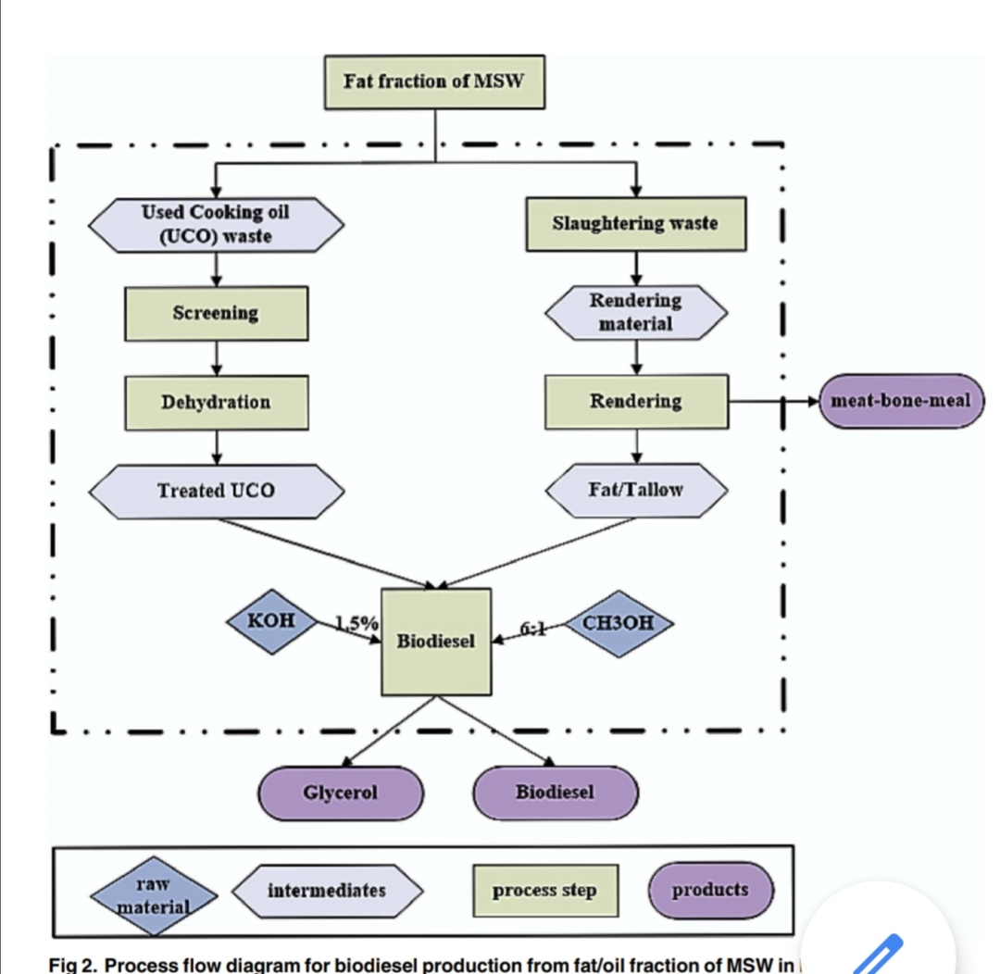 Fat fraction of MSW
Used Cooking oil
(UCO) waste
Slaughtering waste
Screening
Rendering
material
Dehydration
Rendering
meat-bone-meal
Treated UCO
Fat/Tallow
KOH
1.5%
Biodiesel
6:1
CH3OH
Glycerol
Biodiesel
raw
material
intermediates
process step
products
Fig 2. Process flow diagram for biodiesel production from fat/oil fraction of MSW in